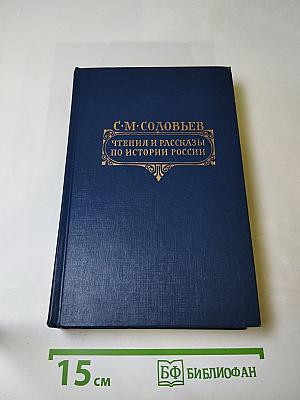 С·М·СОЛОВЬЕВ
ЧТЕНИЯ И РАССКАЗЫ
ПО ИСТОРИИ РОССИИ
15 см
БФ БИБЛИОФАН